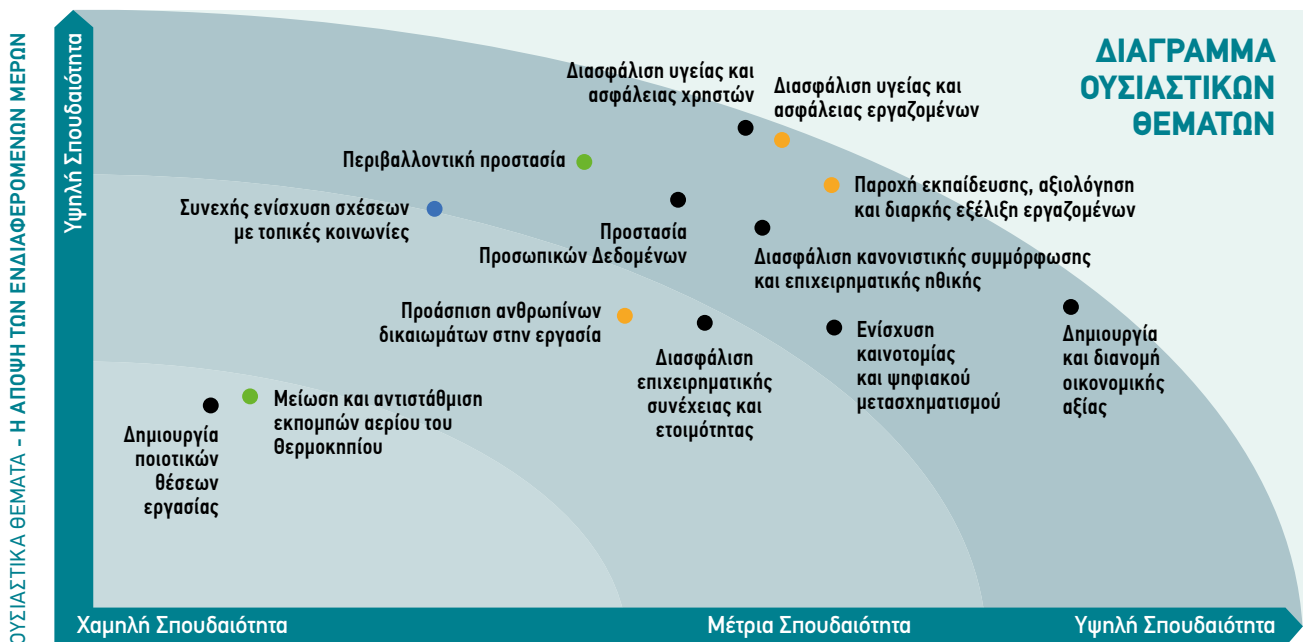 ΔΙΑΓΡΑΜΜΑ
ΟΥΣΙΑΣΤΙΚΩΝ
ΘΕΜΑΤΩΝ
ΟΥΣΙΑΣΤΙΚΑ ΘΕΜΑΤΑ - Η ΑΠΟΨΗ ΤΩΝ ΕΝΔΙΑΦΕΡΟΜΕΝΩΝ ΜΕΡΩΝ
Υψηλή Σπουδαιότητα
Διασφάλιση υγείας και
ασφάλειας χρηστών
Διασφάλιση υγείας και
ασφάλειας εργαζομένων
Περιβαλλοντική προστασία
Παροχή εκπαίδευσης, αξιολόγηση
και διαρκής εξέλιξη εργαζομένων
Συνεχής ενίσχυση σχέσεων
με τοπικές κοινωνίες
Προστασία
Προσωπικών Δεδομένων
Διασφάλιση κανονιστικής συμμόρφωσης
και επιχειρηματικής ηθικής
Προάσπιση ανθρωπίνων
δικαιωμάτων στην εργασία
Διασφάλιση
επιχειρηματικής
συνέχειας και
ετοιμότητας
Ενίσχυση
καινοτομίας
και ψηφιακού
μετασχηματισμού
Δημιουργία
και διανομή
οικονομικής
αξίας
Μείωση και αντιστάθμιση
εκπομπών αερίου του
θερμοκηπίου
Δημιουργία
ποιοτικών
θέσεων
εργασίας
Χαμηλή Σπουδαιότητα
Μέτρια Σπουδαιότητα
Υψηλή Σπουδαιότητα